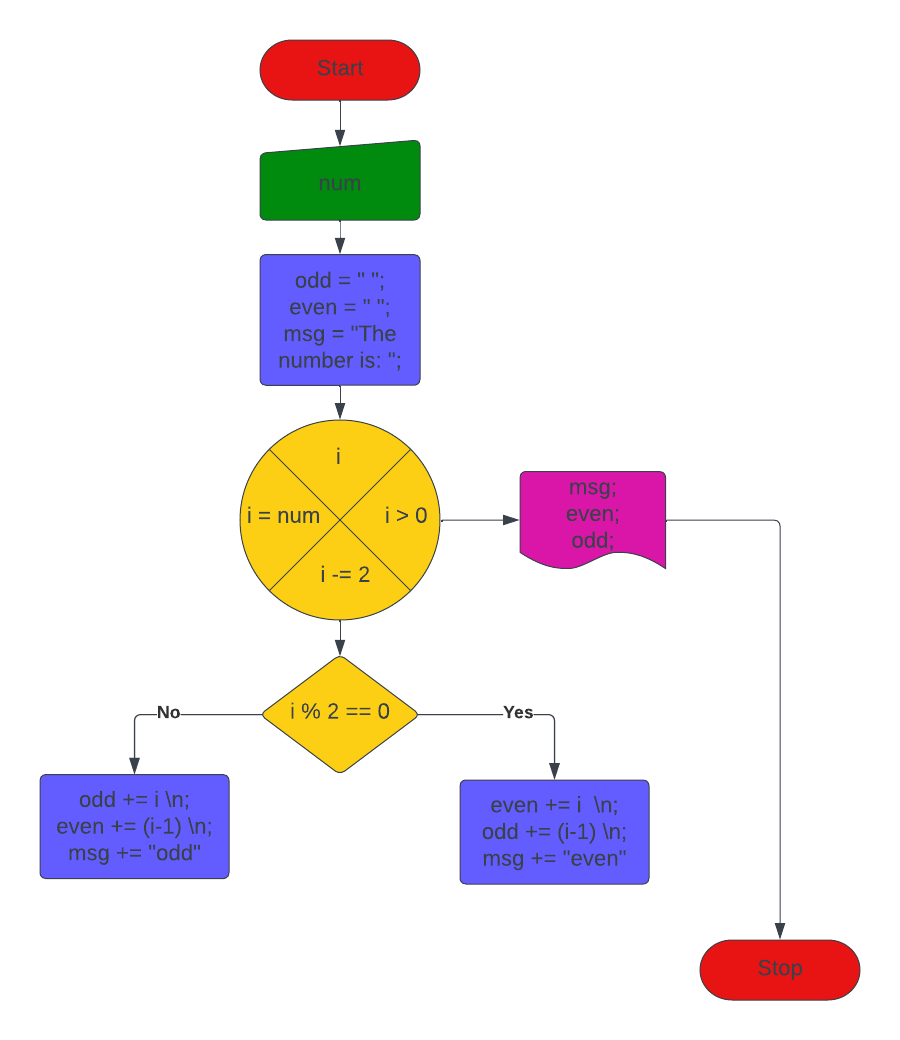 Start
num
odd = " ";
even = " ";
msg = "The
number is: ";
i
i = num
i > 0
i -= 2
msg;
even;
odd;
i % 2 == 0
No
Yes
odd += i \n;
even += (i-1) \n;
msg += "odd"
even += i  \n;
odd += (i-1) \n;
msg += "even"
Stop